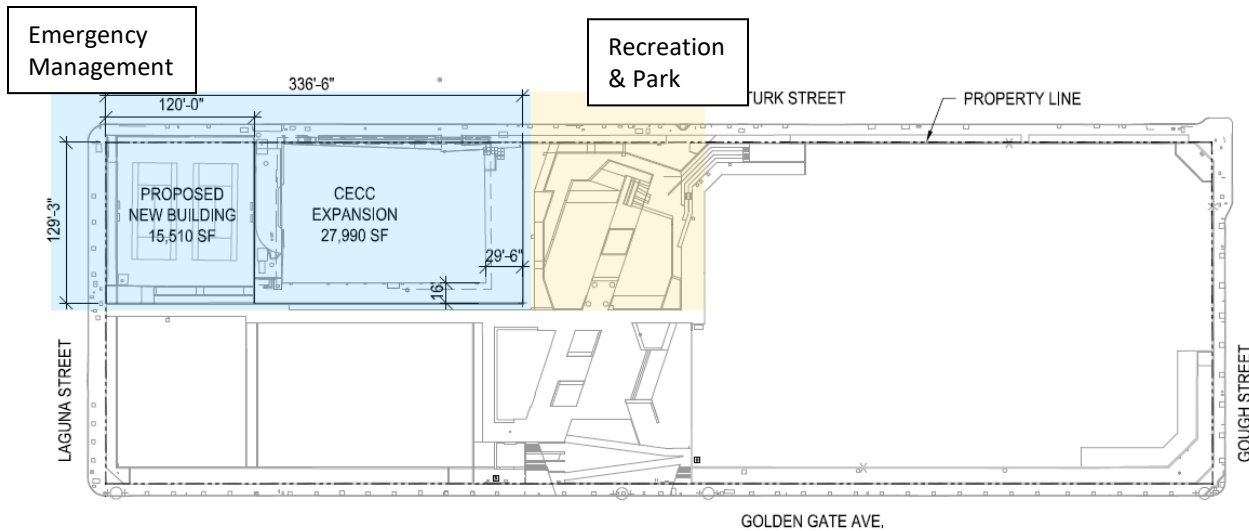 Emergency
Management
Recreation
& Park
336'-6"
120'-0"
TURK STREET
PROPERTY LINE
129'-3"
PROPOSED
NEW BUILDING
15,510 SF
CECC
EXPANSION
27,990 SF
29'-6"
16'
LAGUNA STREET
GOUGH STREET
GOLDEN GATE AVE,